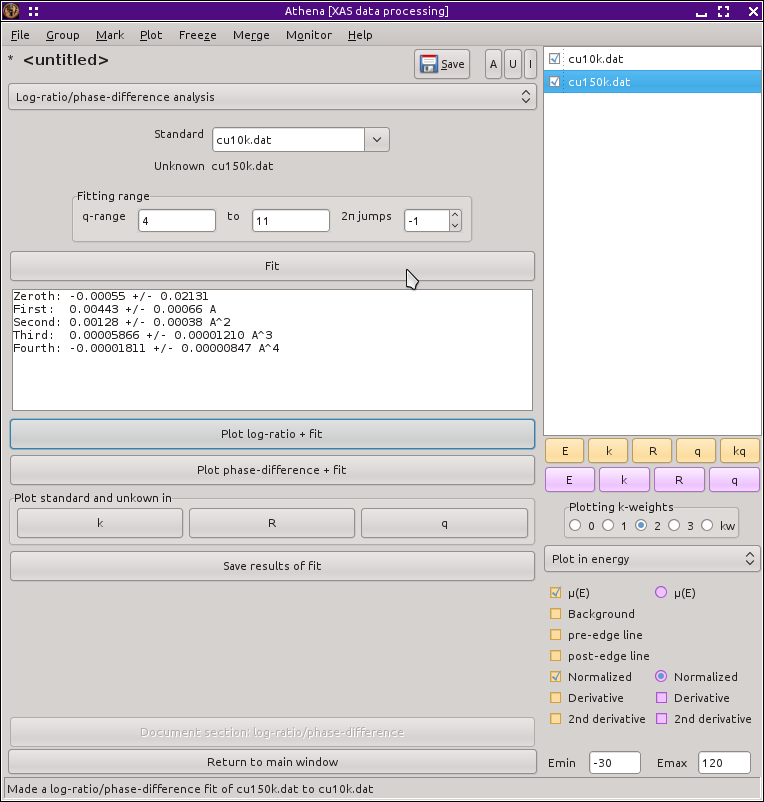 Athena [XAS data processing]
File Group Mark Plot Freeze Merge Monitor Help
* <untitled>
Save
A U I
Log-ratio/phase-difference analysis
Standard cu10k.dat
Unknown cu150k.dat
Fitting range
q-range 4 to 11 2π jumps -1
Fit
Zeroth: -0.00055 +/- 0.02131
First: 0.00443 +/- 0.00066 A
Second: 0.00128 +/- 0.00038 A^2
Third: 0.00005866 +/- 0.00001210 A^3
Fourth: -0.00001811 +/- 0.00000847 A^4
Plot log-ratio + fit
Plot phase-difference + fit
Plot standard and unkown in
k R q
Save results of fit
Document section: log-ratio/phase-difference
Return to main window
cu10k.dat
cu150k.dat
E k R q kq
E k R q
Plotting k-weights
0 1 2 3 kw
Plot in energy
μ(E) μ(E)
Background
pre-edge line
post-edge line
Normalized Normalized
Derivative Derivative
2nd derivative 2nd derivative
Emin -30 Emax 120
Made a log-ratio/phase-difference fit of cu150k.dat to cu10k.dat